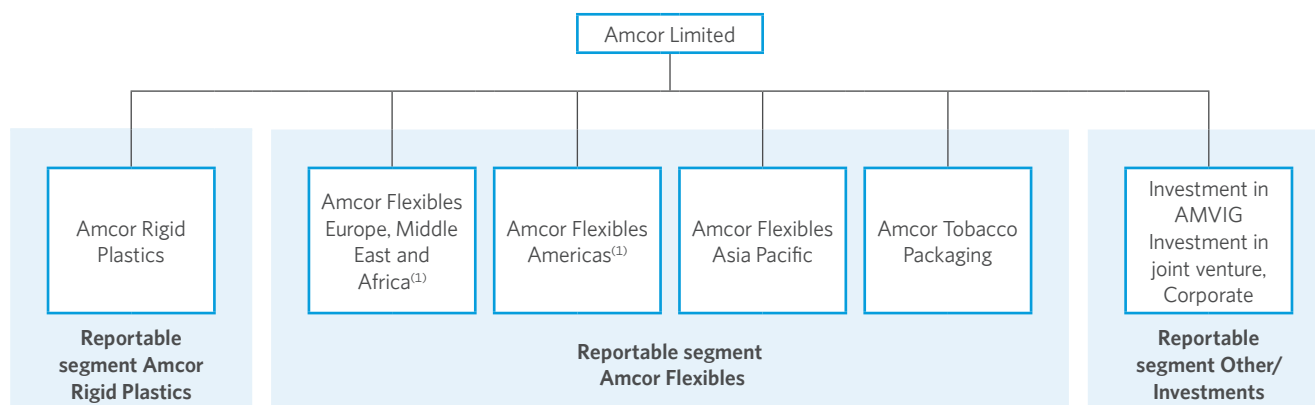 Amcor Limited
Amcor Rigid
Plastics
Amcor Flexibles
Europe, Middle
East and
Africa(1)
Amcor Flexibles
Americas(1)
Amcor Flexibles
Asia Pacific
Amcor Tobacco
Packaging
Investment in
AMVIG
Investment in
joint venture,
Corporate
Reportable
segment Amcor
Rigid Plastics
Reportable segment
Amcor Flexibles
Reportable
segment Other/
Investments